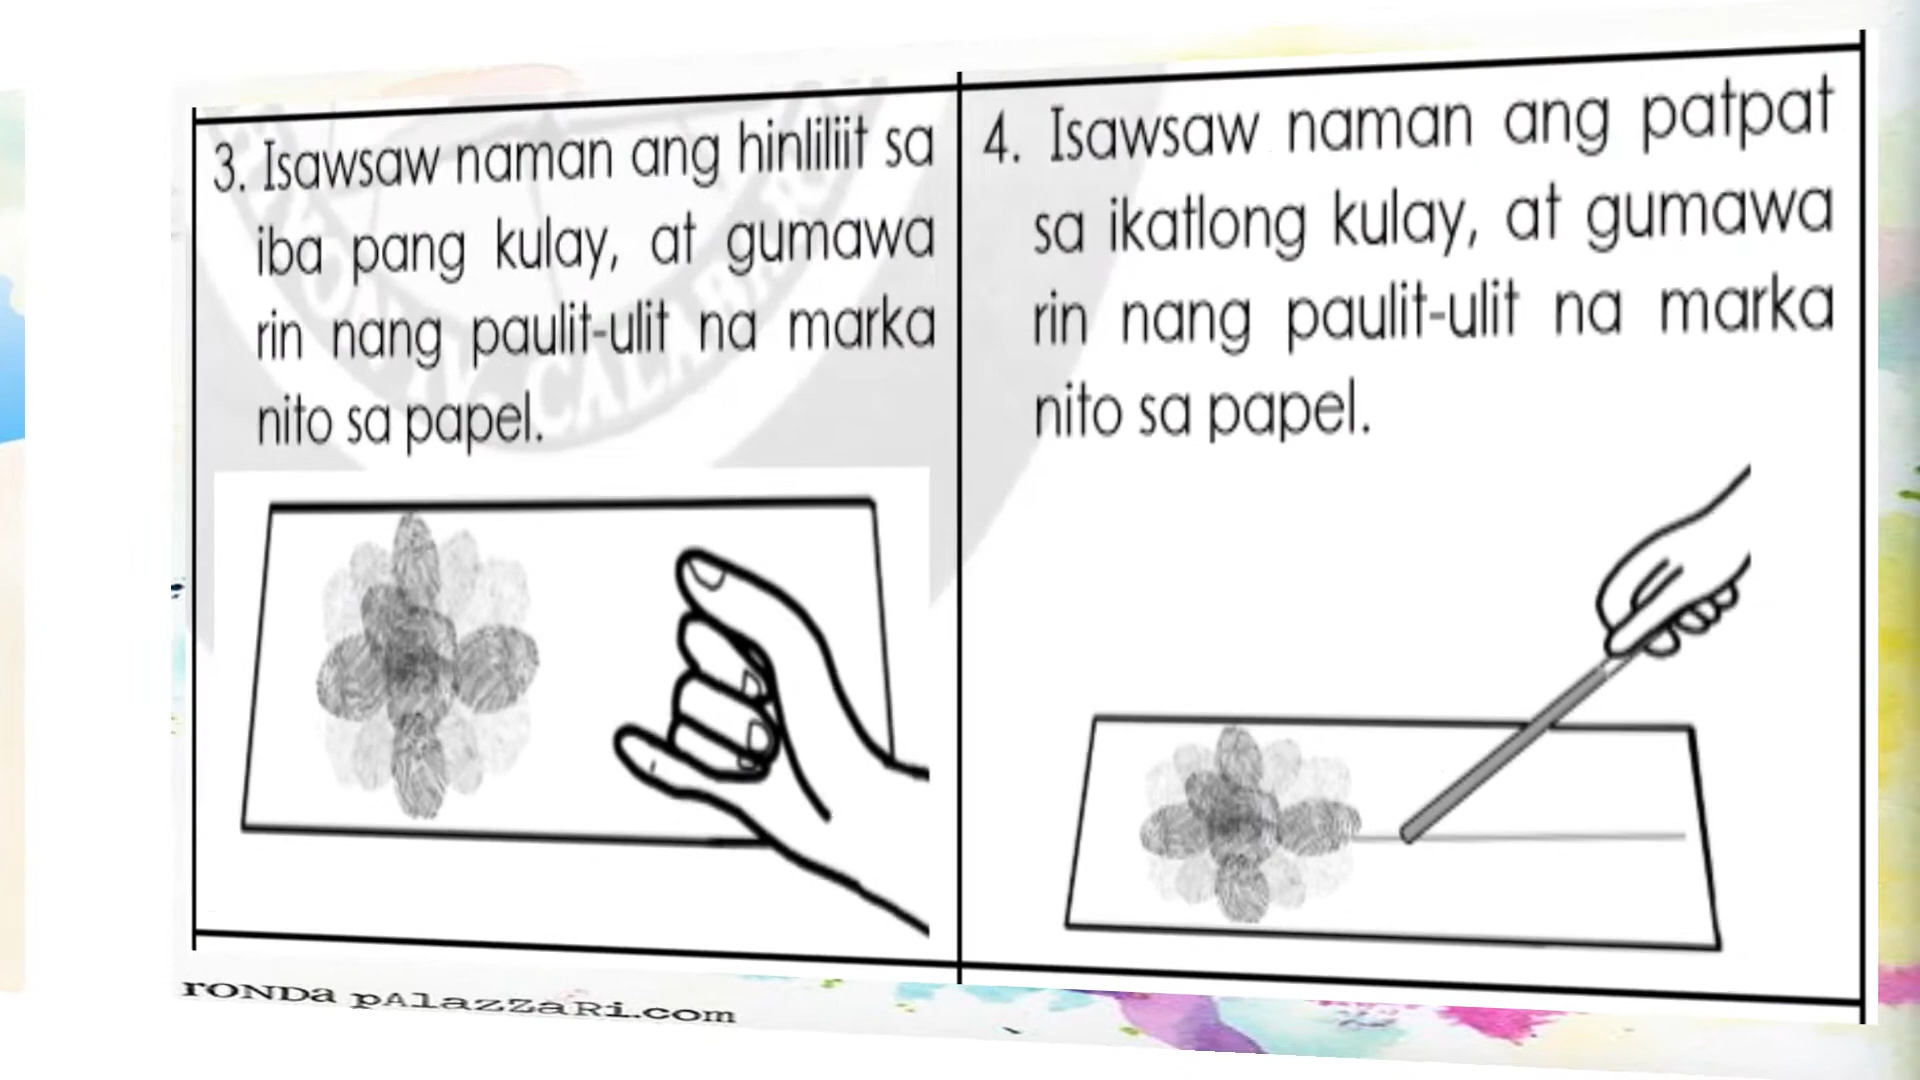 3. Isawsaw naman ang hinliliit sa
iba pang kulay, at gumawa
rin nang paulit-ulit na marka
nito sa papel.
4. Isawsaw naman ang patpat
sa ikatlong kulay, at gumawa
rin nang paulit-ulit na marka
nito sa papel.
rONDa pAlazZaRi.com